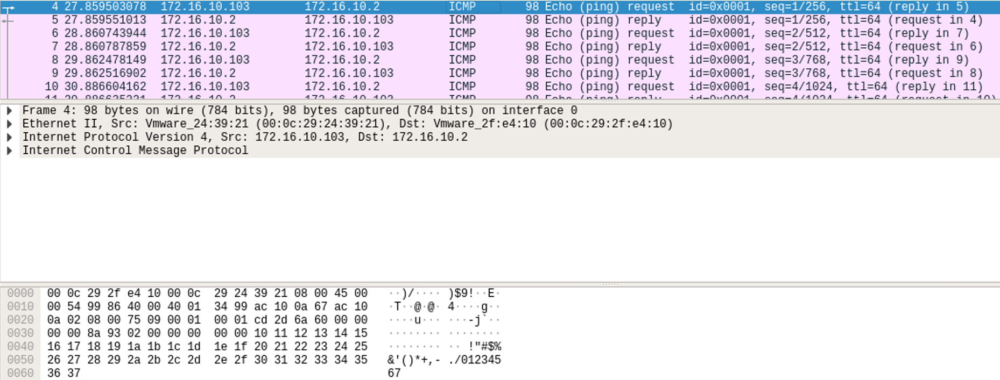 4 27.859503078 172.16.10.103 172.16.10.2 ICMP 98 Echo (ping) request id=0x0001, seq=1/256, ttl=64 (reply in 5)
5 27.859551013 172.16.10.2 172.16.10.103 ICMP 98 Echo (ping) reply id=0x0001, seq=1/256, ttl=64 (request in 4)
6 28.860743944 172.16.10.103 172.16.10.2 ICMP 98 Echo (ping) request id=0x0001, seq=2/512, ttl=64 (reply in 7)
7 28.860787859 172.16.10.2 172.16.10.103 ICMP 98 Echo (ping) reply id=0x0001, seq=2/512, ttl=64 (request in 6)
8 29.862478149 172.16.10.103 172.16.10.2 ICMP 98 Echo (ping) request id=0x0001, seq=3/768, ttl=64 (reply in 9)
9 29.862516902 172.16.10.2 172.16.10.103 ICMP 98 Echo (ping) reply id=0x0001, seq=3/768, ttl=64 (request in 8)
10 30.886604162 172.16.10.103 172.16.10.2 ICMP 98 Echo (ping) request id=0x0001, seq=4/1024, ttl=64 (reply in 11)
Frame 4: 98 bytes on wire (784 bits), 98 bytes captured (784 bits) on interface 0
Ethernet II, Src: Vmware_24:39:21 (00:0c:29:24:39:21), Dst: Vmware_2f:e4:10 (00:0c:29:2f:e4:10)
Internet Protocol Version 4, Src: 172.16.10.103, Dst: 172.16.10.2
Internet Control Message Protocol
0000 00 0c 29 2f e4 10 00 0c 29 24 39 21 08 00 45 00 ··)/···· )$9!··E·
0010 00 54 99 86 40 00 40 01 34 99 ac 10 0a 67 ac 10 ·T··@·@· 4····g··
0020 0a 02 08 00 75 09 00 01 00 01 cd 2d 6a 60 00 00 ····u··· ···-j`··
0030 00 00 8a 93 02 00 00 00 00 00 10 11 12 13 14 15 ········ ········
0040 16 17 18 19 1a 1b 1c 1d 1e 1f 20 21 22 23 24 25 ········ ·· !"#$%
0050 26 27 28 29 2a 2b 2c 2d 2e 2f 30 31 32 33 34 35 &'()*+,- ./012345
0060 36 37 67